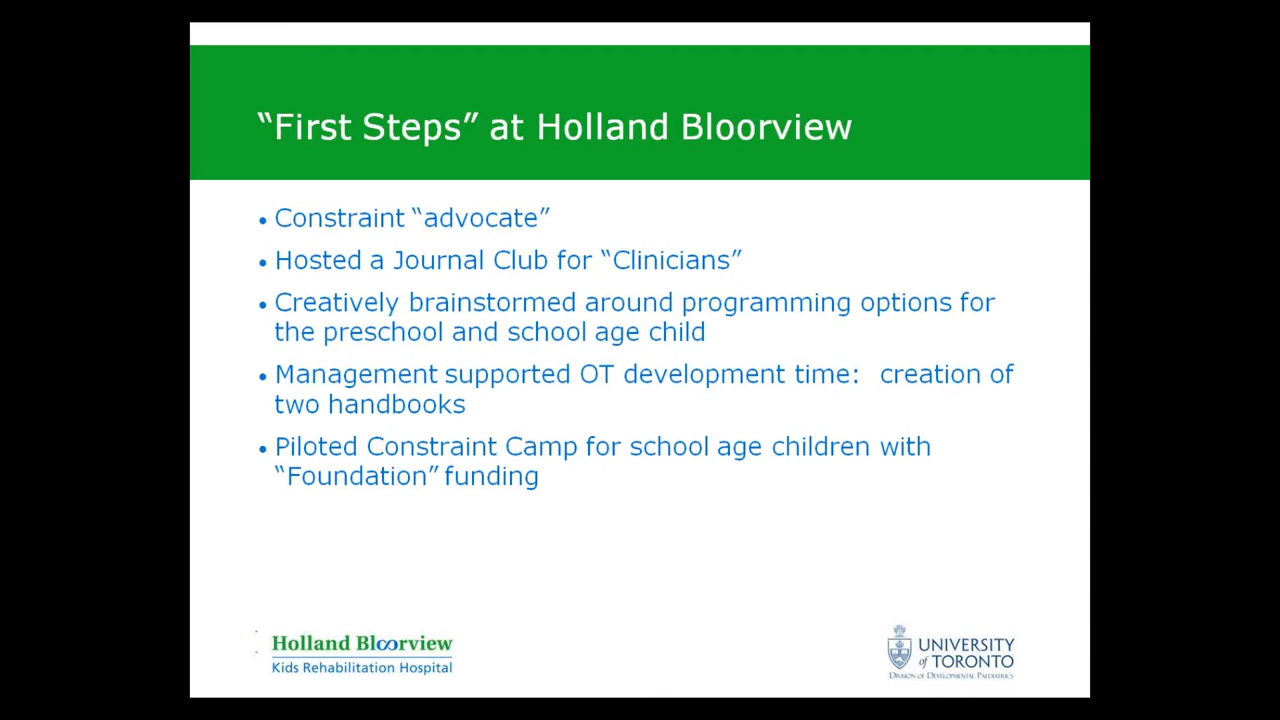 “First Steps” at Holland Bloorview
• Constraint “advocate”
• Hosted a Journal Club for “Clinicians”
• Creatively brainstormed around programming options for
the preschool and school age child
• Management supported OT development time:  creation of
two handbooks
• Piloted Constraint Camp for school age children with
“Foundation” funding
Holland Bloorview
Kids Rehabilitation Hospital
UNIVERSITY
of TORONTO
DIVISION OF DEVELOPMENTAL PAEDIATRICS